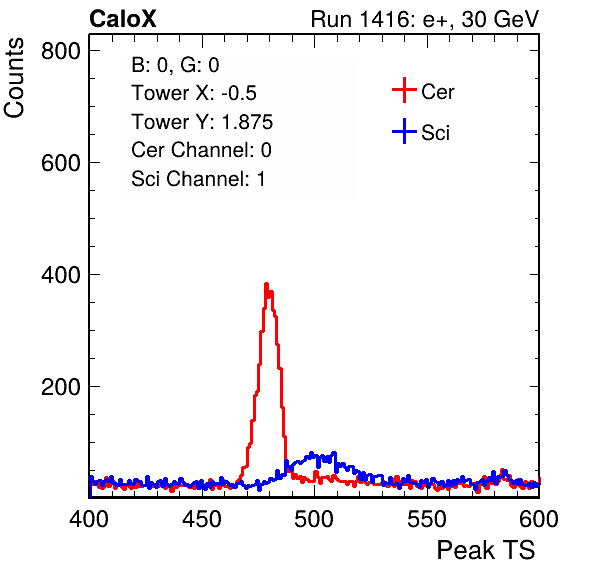 CaloX Run 1416: e+, 30 GeV
Counts
800
600
400
200
B: 0, G: 0
Tower X: -0.5
Tower Y: 1.875
Cer Channel: 0
Sci Channel: 1
Cer
Sci
400 450 500 550 600
Peak TS